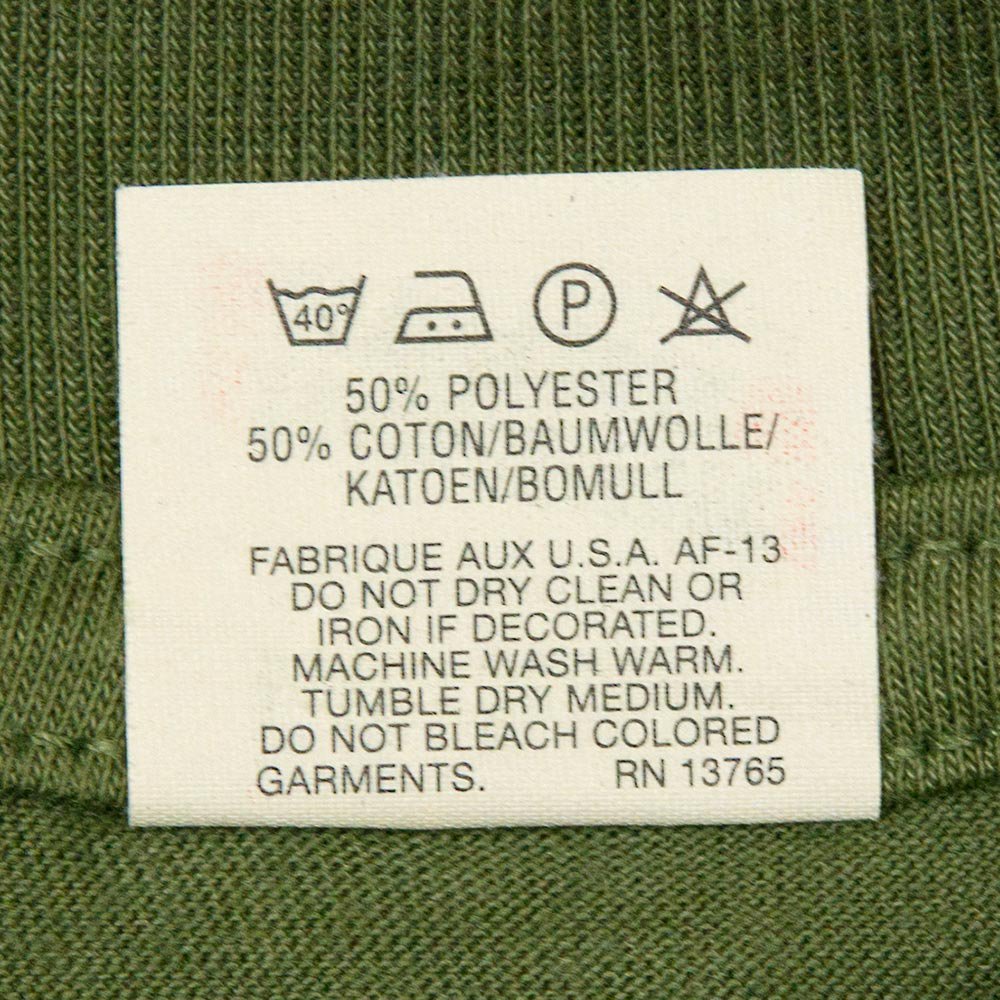 40°
P
50% POLYESTER
50% COTON/BAUMWOLLE/
KATOEN/BOMULL
FABRIQUE AUX U.S.A. AF-13
DO NOT DRY CLEAN OR
IRON IF DECORATED.
MACHINE WASH WARM.
TUMBLE DRY MEDIUM.
DO NOT BLEACH COLORED
GARMENTS. RN 13765